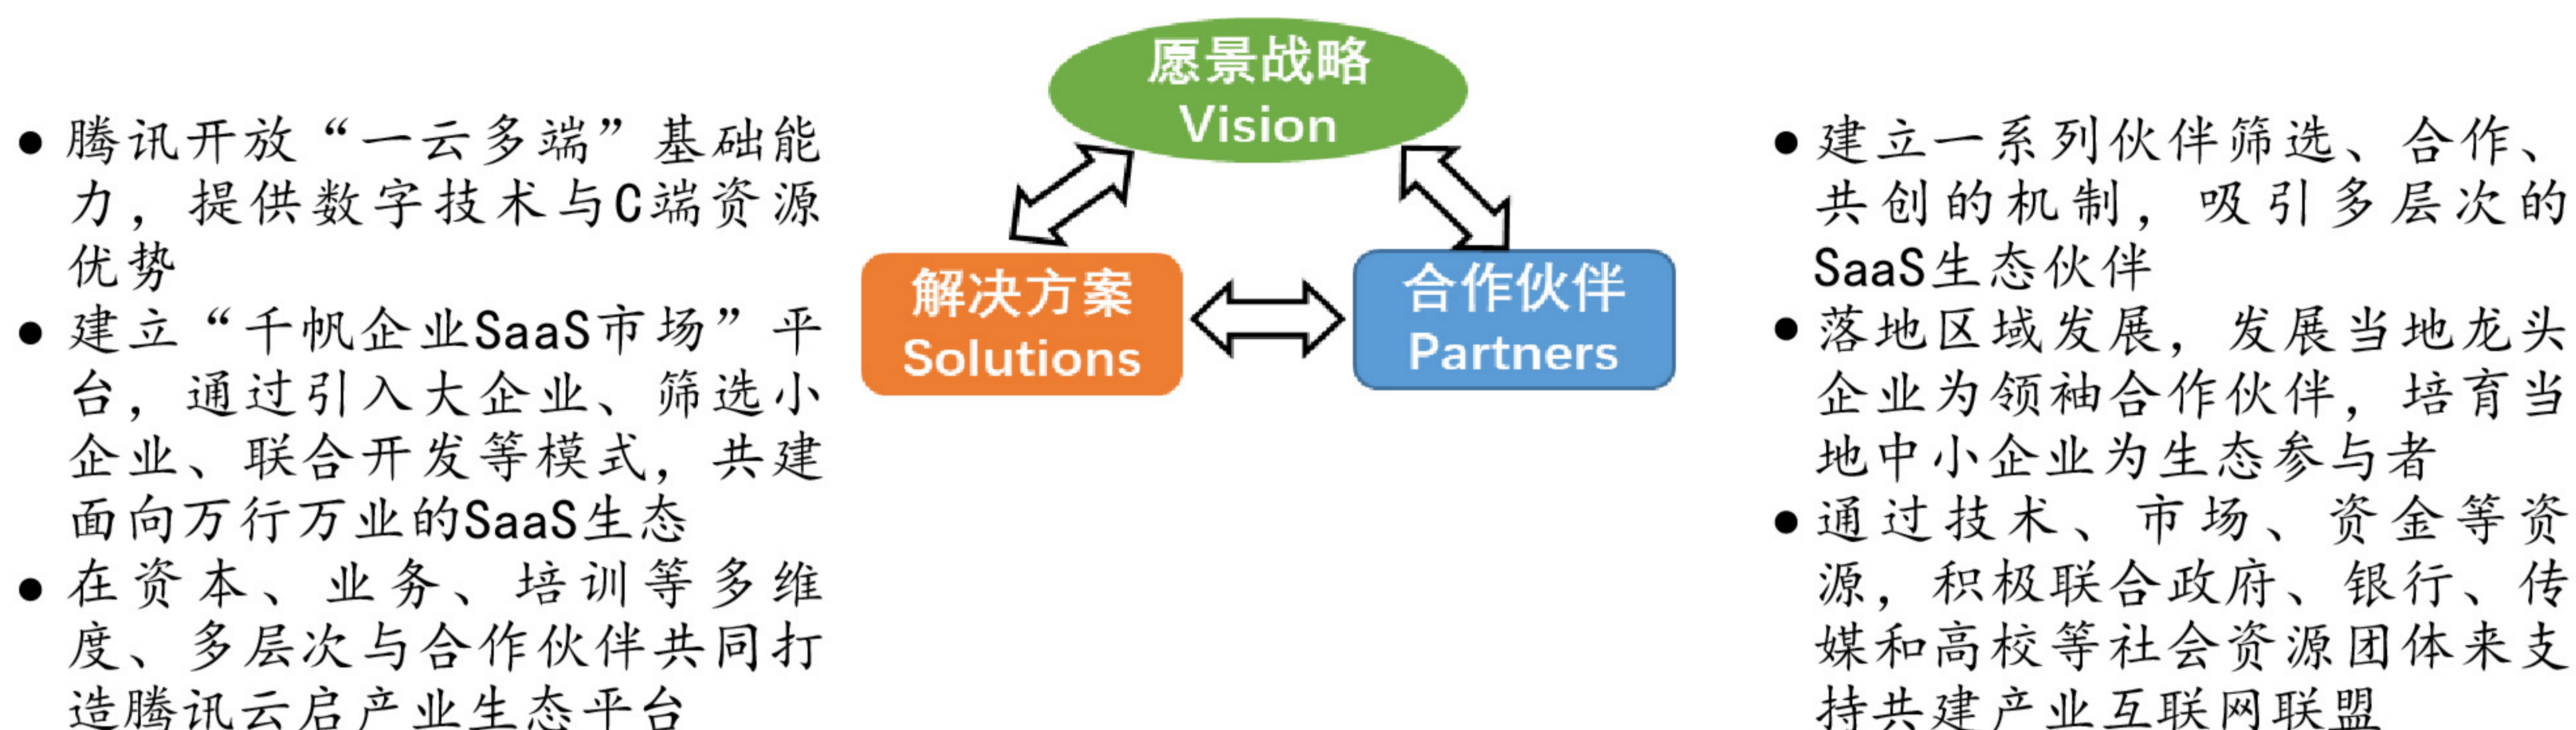 愿景战略
Vision
解决方案
Solutions
合作伙伴
Partners
●腾讯开放“一云多端”基础能
力，提供数字技术与C端资源
优势
●建立“千帆企业SaaS市场”平
台，通过引入大企业、筛选小
企业、联合开发等模式，共建
面向万行万业的SaaS生态
●在资本、业务、培训等多维
度、多层次与合作伙伴共同打
造腾讯云启产业生态平台
●建立一系列伙伴筛选、合作、
共创的机制，吸引多层次的
SaaS生态伙伴
●落地区域发展，发展当地龙头
企业为领袖合作伙伴，培育当
地中小企业为生态参与者
●通过技术、市场、资金等资
源，积极联合政府、银行、传
媒和高校等社会资源团体来支
持共建产业互联网联盟